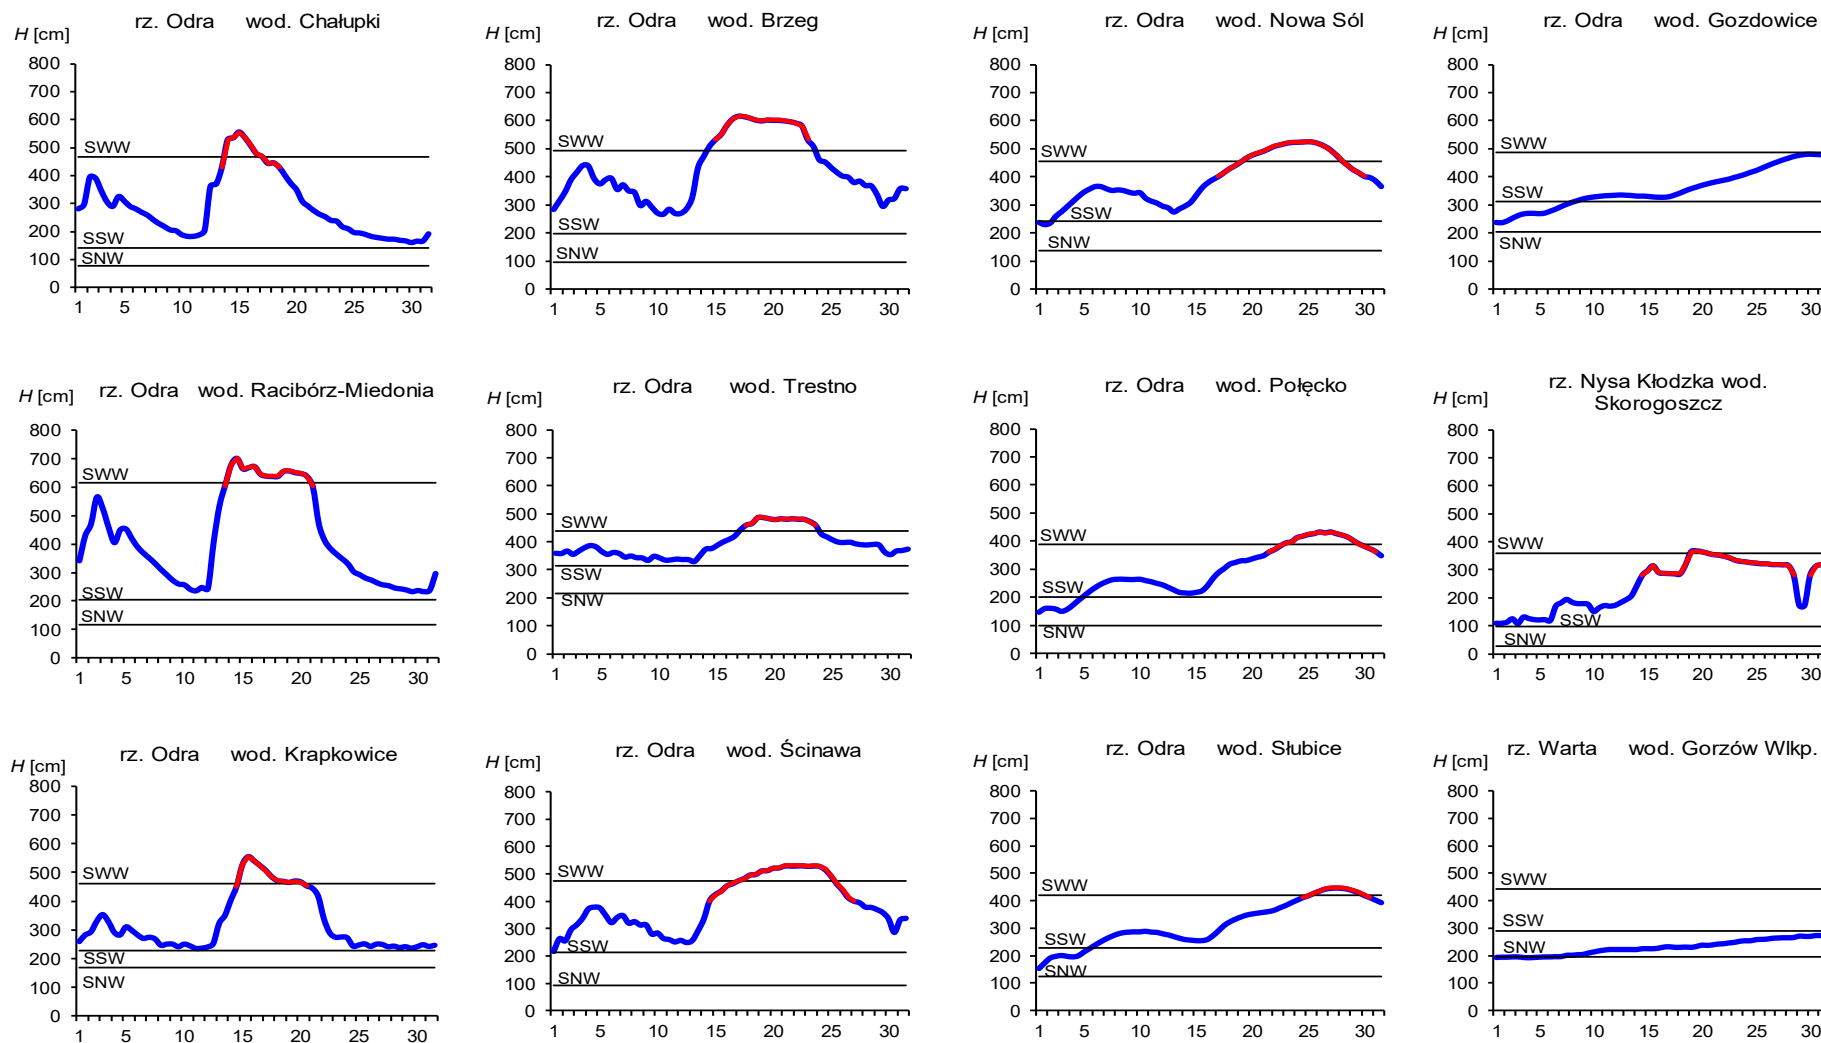 rz. Odra wod. Chałupki
H [cm]
800
700
600
500
400
300
200
100
0
SWW
SSW
SNW
1 5 10 15 20 25 30
rz. Odra wod. Brzeg
H [cm]
800
700
600
500
400
300
200
100
0
SWW
SSW
SNW
1 5 10 15 20 25 30
rz. Odra wod. Nowa Sól
H [cm]
800
700
600
500
400
300
200
100
0
SWW
SSW
SNW
1 5 10 15 20 25 30
rz. Odra wod. Gozdowice
H [cm]
800
700
600
500
400
300
200
100
0
SWW
SSW
SNW
1 5 10 15 20 25 30
rz. Odra wod. Racibórz-Miedonia
H [cm]
800
700
600
500
400
300
200
100
0
SWW
SSW
SNW
1 5 10 15 20 25 30
rz. Odra wod. Trestno
H [cm]
800
700
600
500
400
300
200
100
0
SWW
SSW
SNW
1 5 10 15 20 25 30
rz. Odra wod. Połęcko
H [cm]
800
700
600
500
400
300
200
100
0
SWW
SSW
SNW
1 5 10 15 20 25 30
rz. Nysa Kłodzka wod.
Skorogoszcz
H [cm]
800
700
600
500
400
300
200
100
0
SWW
SSW
SNW
1 5 10 15 20 25 30
rz. Odra wod. Krapkowice
H [cm]
800
700
600
500
400
300
200
100
0
SWW
SSW
SNW
1 5 10 15 20 25 30
rz. Odra wod. Ścinawa
H [cm]
800
700
600
500
400
300
200
100
0
SWW
SSW
SNW
1 5 10 15 20 25 30
rz. Odra wod. Słubice
H [cm]
800
700
600
500
400
300
200
100
0
SWW
SSW
SNW
1 5 10 15 20 25 30
rz. Warta wod. Gorzów Wlkp.
H [cm]
800
700
600
500
400
300
200
100
0
SWW
SSW
SNW
1 5 10 15 20 25 30